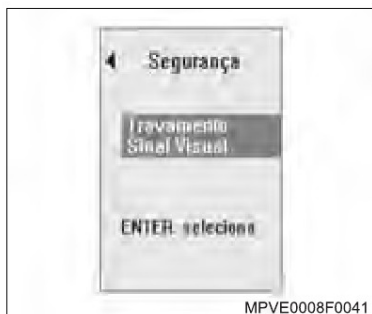 Segurança
Travamento
Sinal Visual
ENTER seleciona
MPVE0008F0041